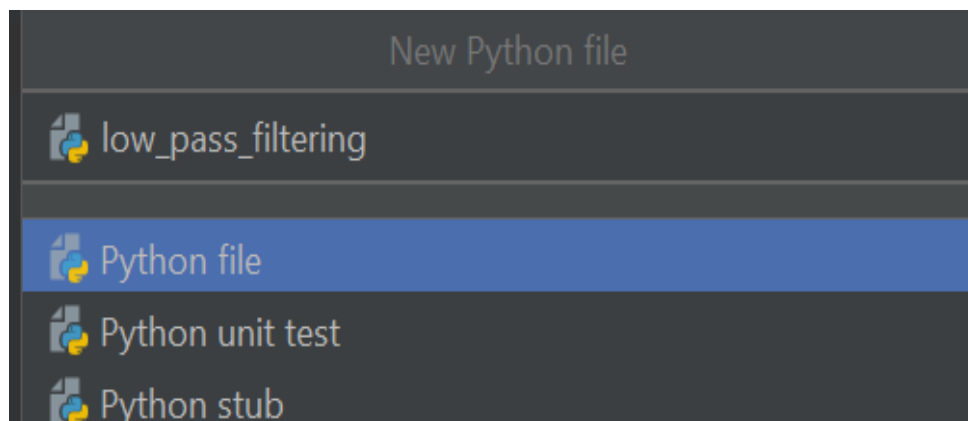 New Python file
low_pass_filtering
Python file
Python unit test
Python stub